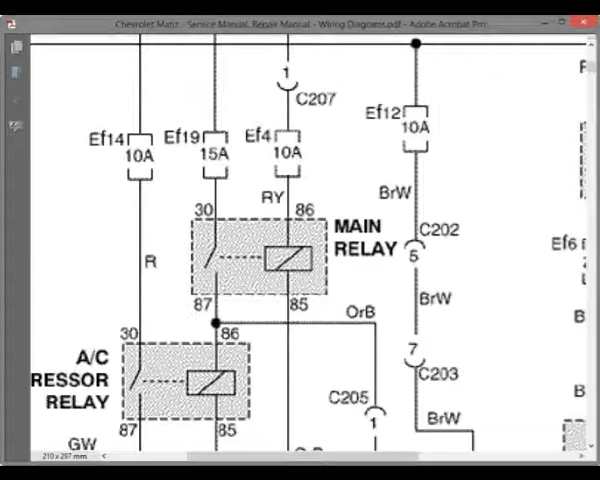 Chevrolet Matiz - Service Manual, Repair Manual - Wiring Diagrams.pdf - Adobe Acrobat Pro
1
C207
Ef14
10A
Ef19
15A
Ef4
10A
Ef12
10A
RY
BrW
30
86
MAIN
RELAY
C202
5
Ef6
R
87
85
BrW
OrB
B
30
86
7
C203
A/C
RESSOR
RELAY
C205
1
B
BrW
87
85
GW
210 x 297 mm